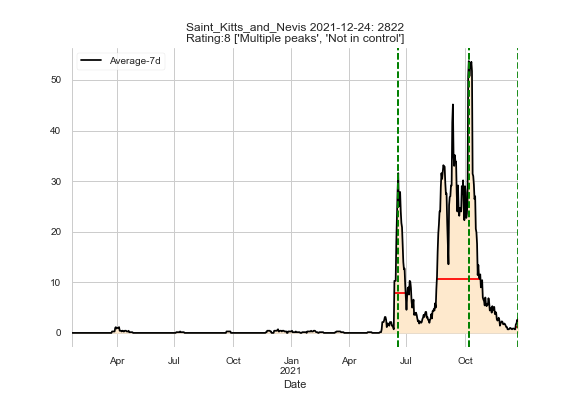 Saint_Kitts_and_Nevis 2021-12-24: 2822
Rating:8 ['Multiple peaks', 'Not in control']
Average-7d
50
40
30
20
10
0
Apr
Jul
Oct
Jan
2021
Apr
Jul
Oct
Date